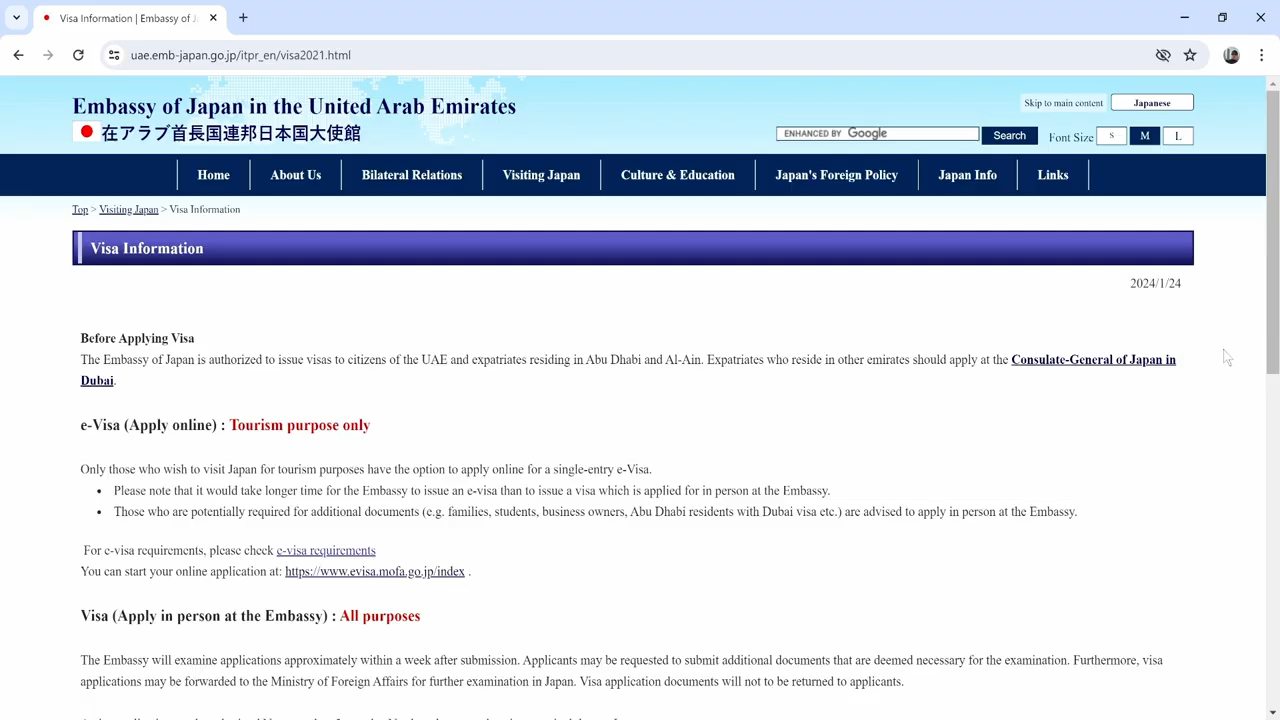 Visa Information | Embassy of Ja
uae.emb-japan.go.jp/itpr_en/visa2021.html
Embassy of Japan in the United Arab Emirates
在アラブ首長国連邦日本国大使館
Skip to main content
Japanese
ENHANCED BY Google
Search
Font Size
S
M
L
Home
About Us
Bilateral Relations
Visiting Japan
Culture & Education
Japan's Foreign Policy
Japan Info
Links
Top > Visiting Japan > Visa Information
Visa Information
2024/1/24
Before Applying Visa
The Embassy of Japan is authorized to issue visas to citizens of the UAE and expatriates residing in Abu Dhabi and Al-Ain. Expatriates who reside in other emirates should apply at the Consulate-General of Japan in
Dubai.
e-Visa (Apply online) : Tourism purpose only
Only those who wish to visit Japan for tourism purposes have the option to apply online for a single-entry e-Visa.
• Please note that it would take longer time for the Embassy to issue an e-visa than to issue a visa which is applied for in person at the Embassy.
• Those who are potentially required for additional documents (e.g. families, students, business owners, Abu Dhabi residents with Dubai visa etc.) are advised to apply in person at the Embassy.
For e-visa requirements, please check e-visa requirements
You can start your online application at: https://www.evisa.mofa.go.jp/index .
Visa (Apply in person at the Embassy) : All purposes
The Embassy will examine applications approximately within a week after submission. Applicants may be requested to submit additional documents that are deemed necessary for the examination. Furthermore, visa
applications may be forwarded to the Ministry of Foreign Affairs for further examination in Japan. Visa application documents will not to be returned to applicants.